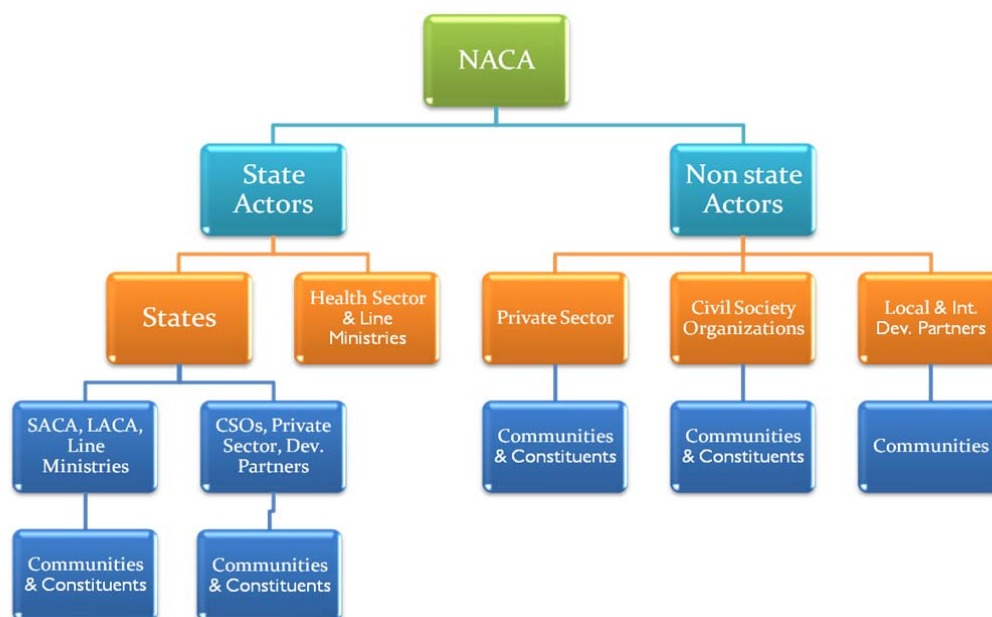 NACA
State
Actors
Non state
Actors
States
Health Sector
& Line
Ministries
Private Sector
Civil Society
Organizations
Local & Int.
Dev. Partners
SACA, LACA,
Line
Ministries
CSOs, Private
Sector, Dev.
Partners
Communities
& Constituents
Communities
& Constituents
Communities
Communities
& Constituents
Communities
& Constituents